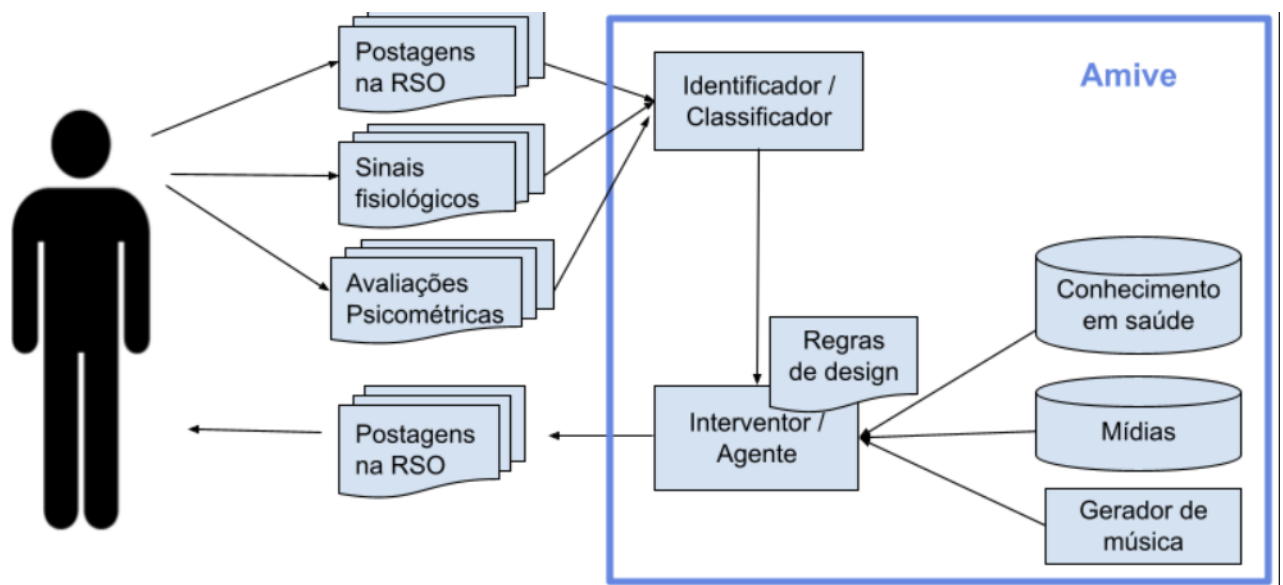 Postagens
na RSO
Sinais
fisiológicos
Avaliações
Psicométricas
Postagens
na RSO
Amive
Identificador /
Classificador
Regras
de design
Interventor /
Agente
Conhecimento
em saúde
Mídias
Gerador de
música